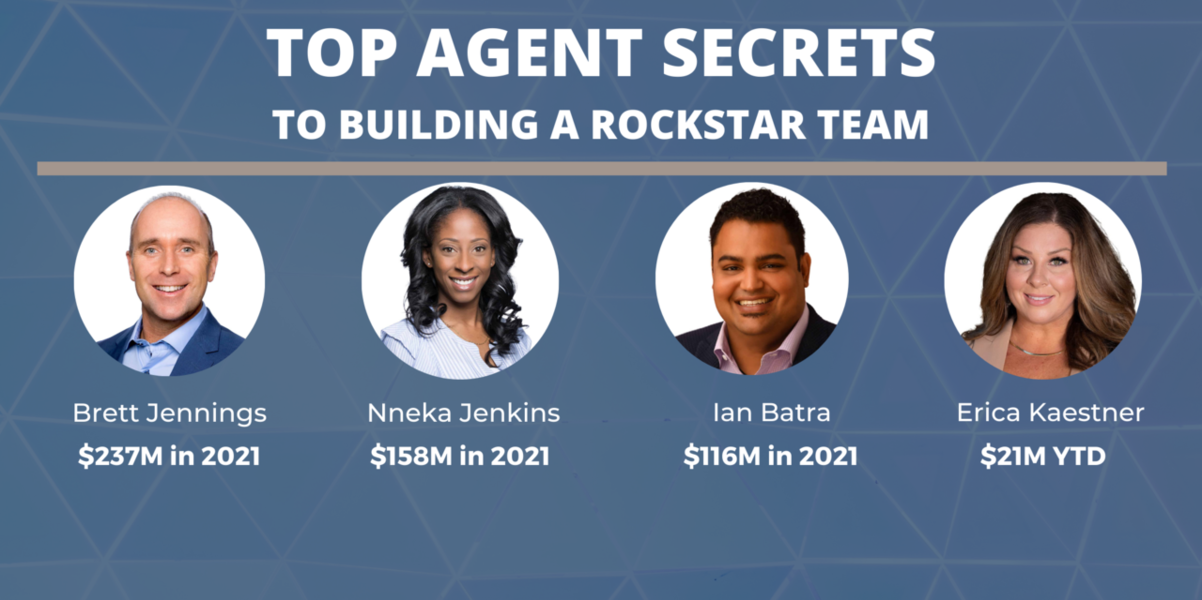 TOP AGENT SECRETS
TO BUILDING A ROCKSTAR TEAM
Brett Jennings
$237M in 2021
Nneka Jenkins
$158M in 2021
Ian Batra
$116M in 2021
Erica Kaestner
$21M YTD